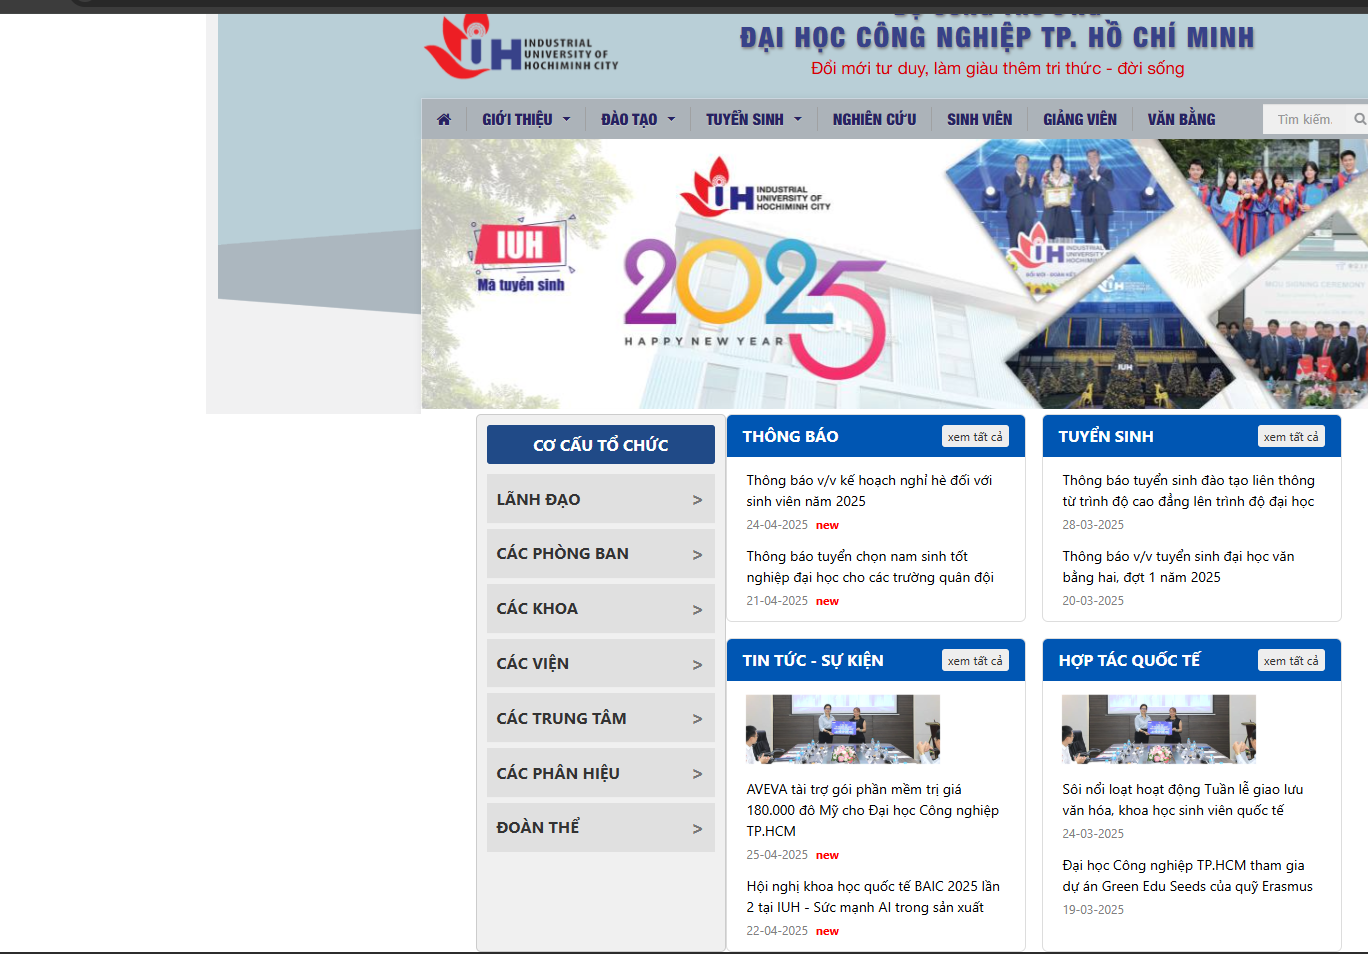 BỘ CÔNG THƯƠNG
INDUSTRIAL
UNIVERSITY OF
HOCHIMINH CITY
ĐẠI HỌC CÔNG NGHIỆP TP. HỒ CHÍ MINH
Đổi mới tư duy, làm giàu thêm tri thức - đời sống
GIỚI THIỆU ĐÀO TẠO TUYỂN SINH NGHIÊN CỨU SINH VIÊN GIẢNG VIÊN VĂN BẰNG Tìm kiếm.
IUH
INDUSTRIAL
UNIVERSITY OF
HOCHIMINH CITY
IUH
Mã tuyển sinh
2025
HAPPY NEW YEAR
MOU SIGNING CEREMONY
IUH
CƠ CẤU TỔ CHỨC
LÃNH ĐẠO >
CÁC PHÒNG BAN >
CÁC KHOA >
CÁC VIỆN >
CÁC TRUNG TÂM >
CÁC PHÂN HIỆU >
ĐOÀN THỂ >
THÔNG BÁO xem tất cả
Thông báo v/v kế hoạch nghỉ hè đối với
sinh viên năm 2025
24-04-2025 new
Thông báo tuyển chọn nam sinh tốt
nghiệp đại học cho các trường quân đội
21-04-2025 new
TUYỂN SINH xem tất cả
Thông báo tuyển sinh đào tạo liên thông
từ trình độ cao đẳng lên trình độ đại học
28-03-2025
Thông báo v/v tuyển sinh đại học văn
bằng hai, đợt 1 năm 2025
20-03-2025
TIN TỨC - SỰ KIỆN xem tất cả
AVEVA tài trợ gói phần mềm trị giá
180.000 đô Mỹ cho Đại học Công nghiệp
TP.HCM
25-04-2025 new
Hội nghị khoa học quốc tế BAIC 2025 lần
2 tại IUH - Sức mạnh AI trong sản xuất
22-04-2025 new
HỢP TÁC QUỐC TẾ xem tất cả
Sôi nổi loạt hoạt động Tuần lễ giao lưu
văn hóa, khoa học sinh viên quốc tế
24-03-2025
Đại học Công nghiệp TP.HCM tham gia
dự án Green Edu Seeds của quỹ Erasmus
19-03-2025